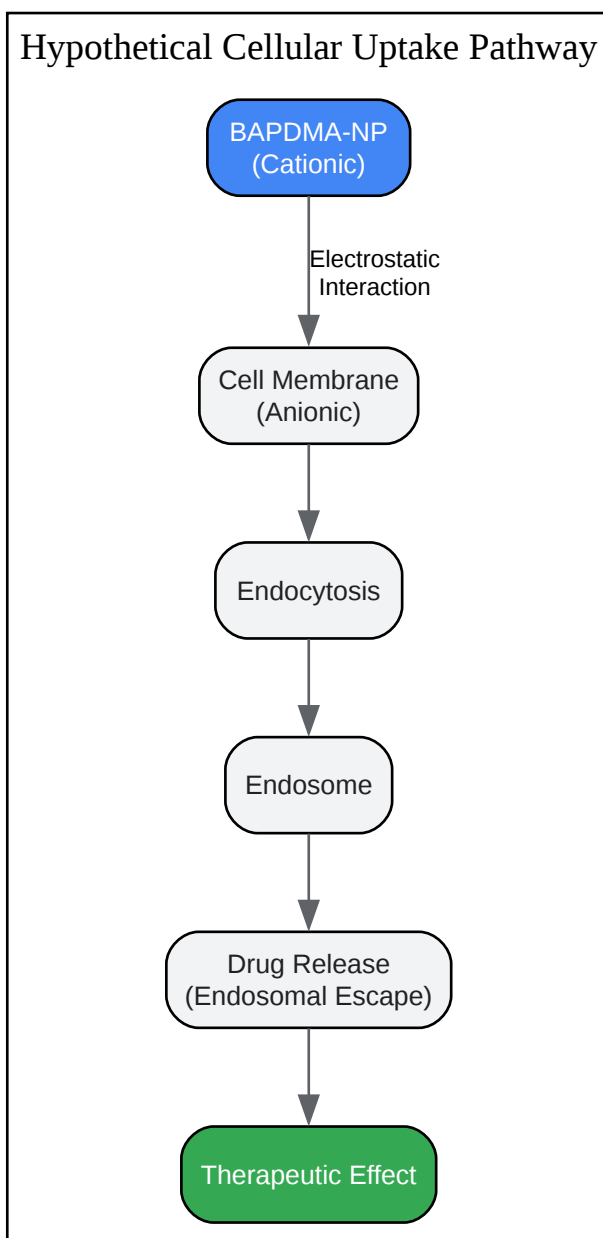 Hypothetical Cellular Uptake Pathway
BAPDMA-NP
(Cationic)
Electrostatic
Interaction
Cell Membrane
(Anionic)
Endocytosis
Endosome
Drug Release
(Endosomal Escape)
Therapeutic Effect